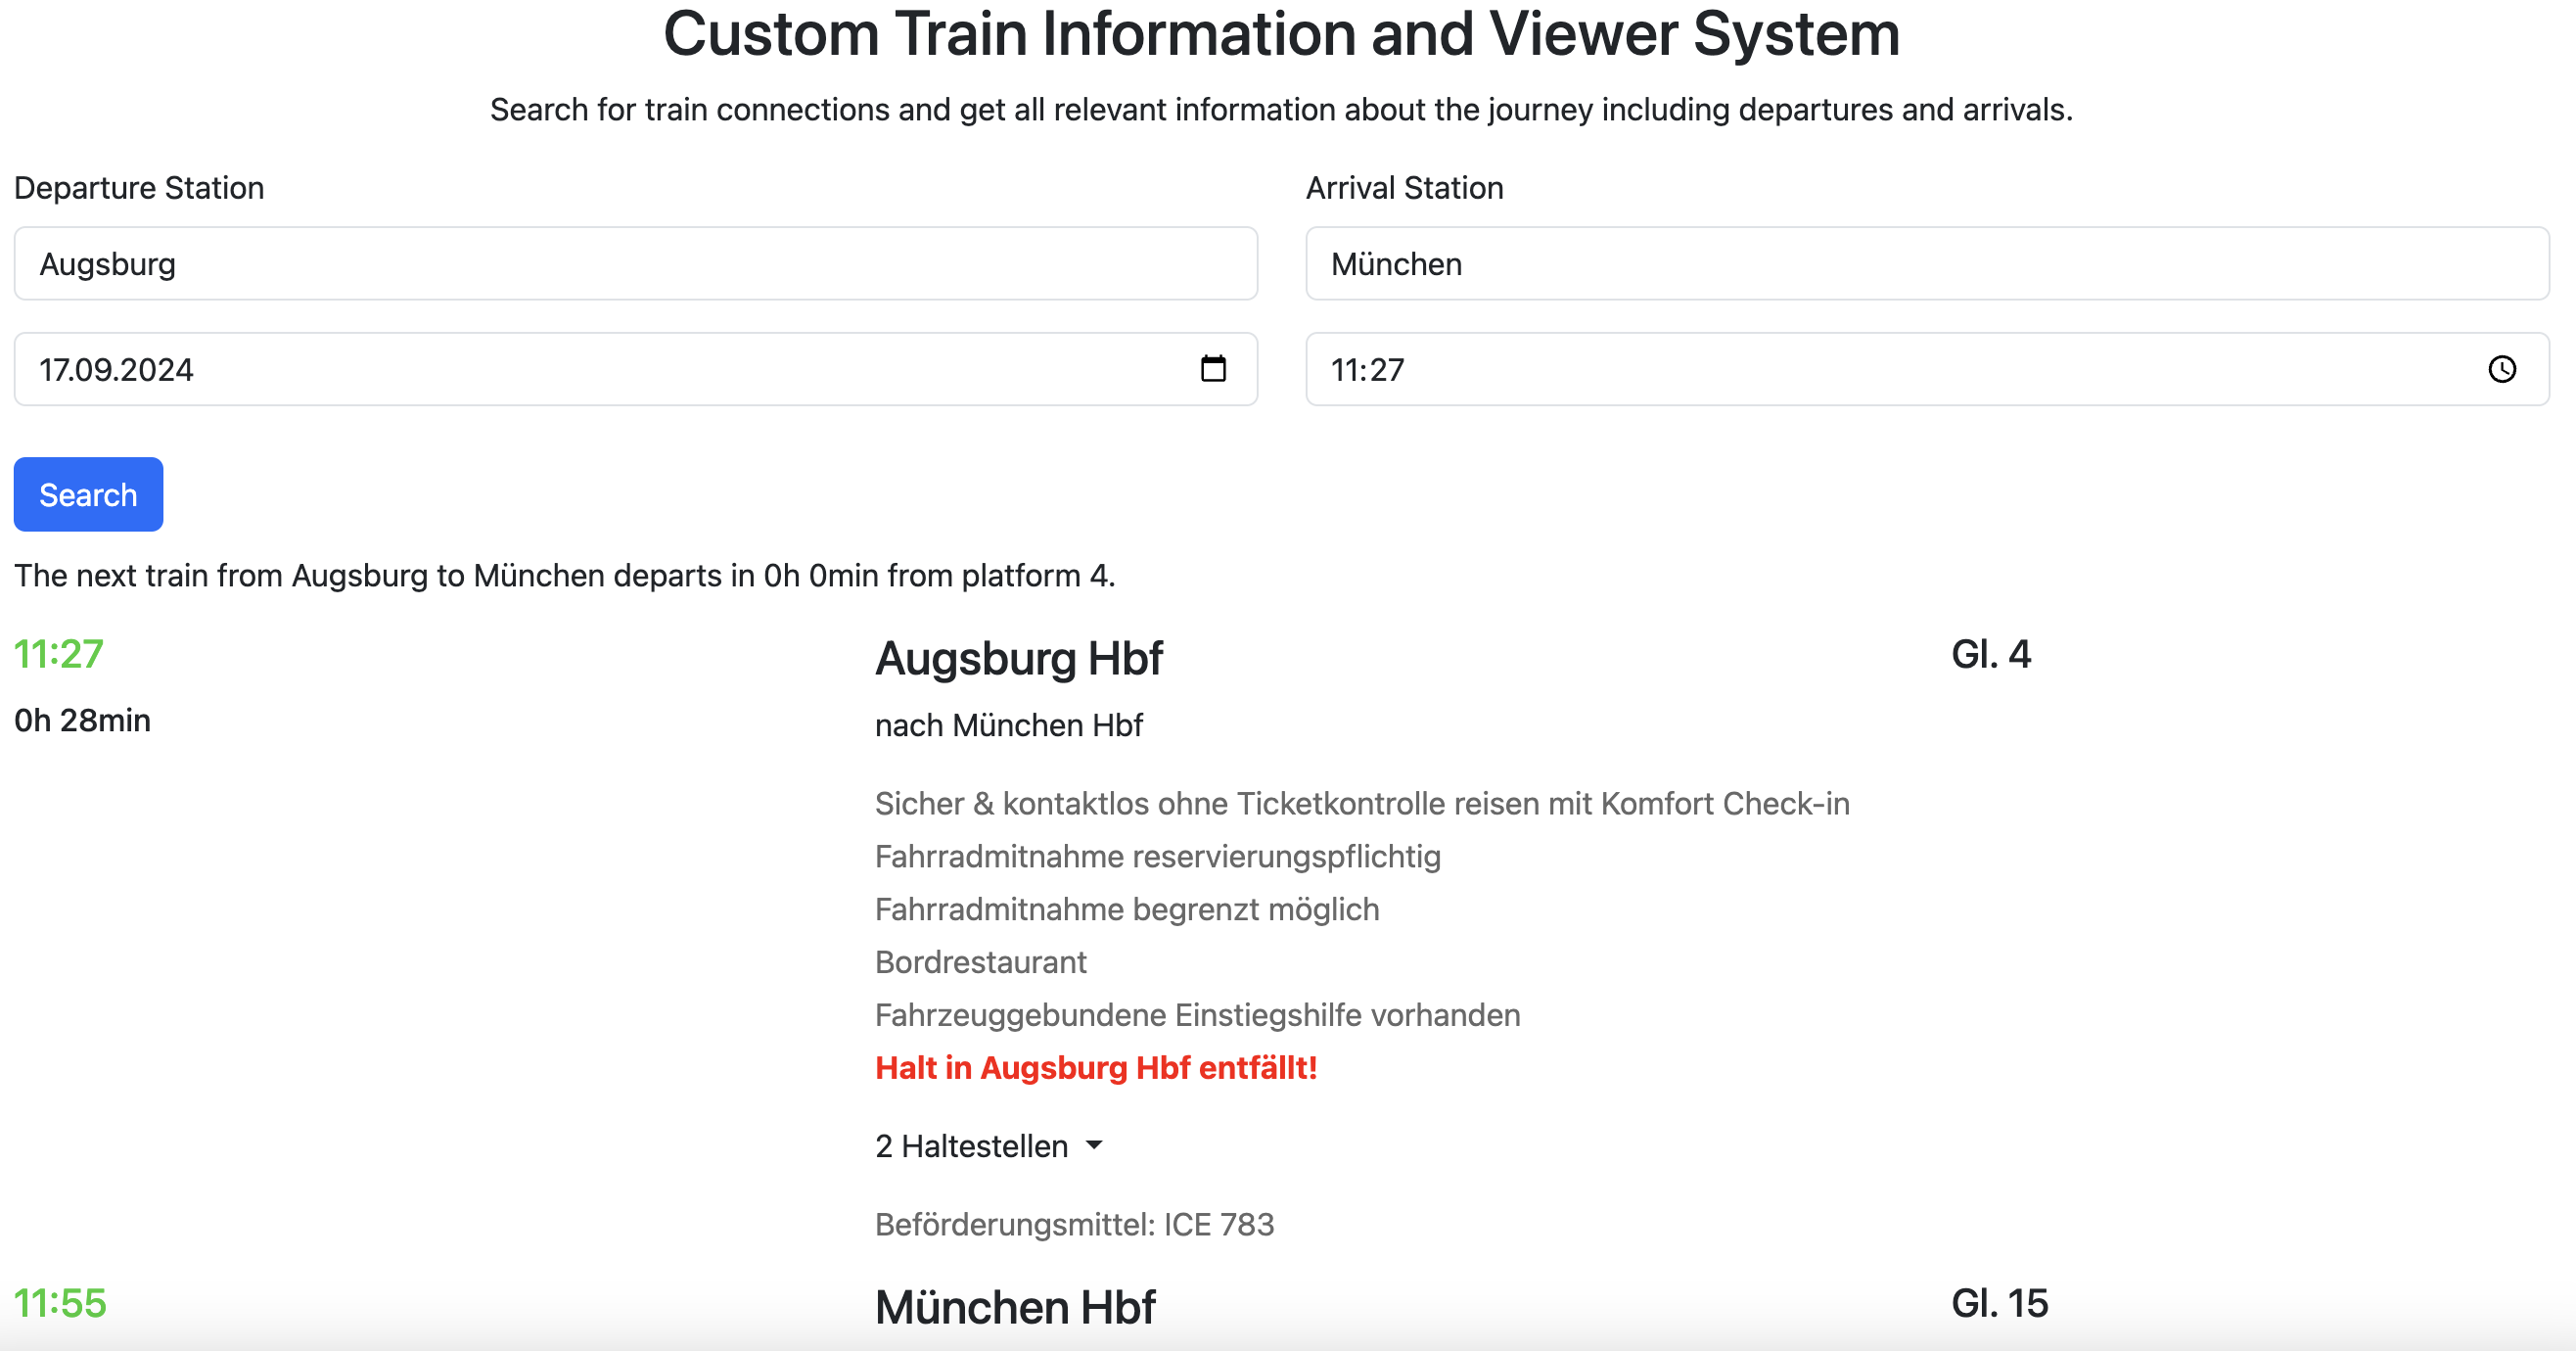 Custom Train Information and Viewer System
Search for train connections and get all relevant information about the journey including departures and arrivals.
Departure Station
Arrival Station
Augsburg
München
17.09.2024
11:27
Search
The next train from Augsburg to München departs in 0h 0min from platform 4.
11:27
Augsburg Hbf
Gl. 4
0h 28min
nach München Hbf
Sicher & kontaktlos ohne Ticketkontrolle reisen mit Komfort Check-in
Fahrradmitnahme reservierungspflichtig
Fahrradmitnahme begrenzt möglich
Bordrestaurant
Fahrzeuggebundene Einstiegshilfe vorhanden
Halt in Augsburg Hbf entfällt!
2 Haltestellen
Beförderungsmittel: ICE 783
11:55
München Hbf
Gl. 15